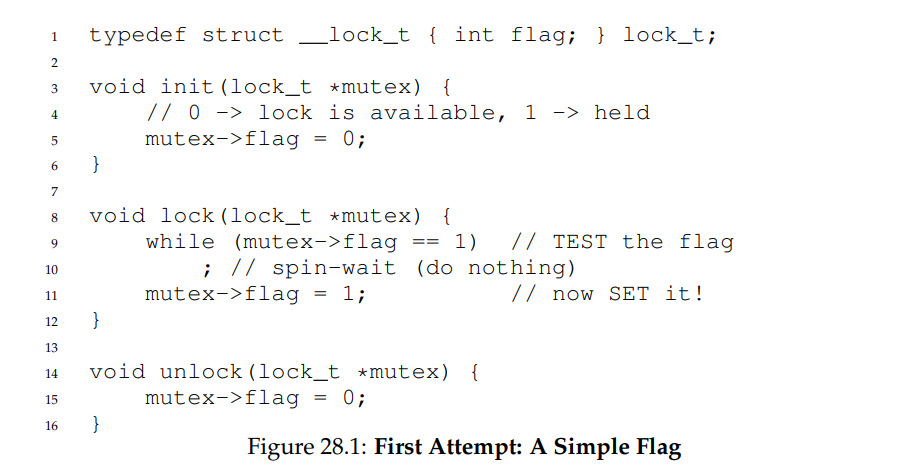 1 typedef struct __lock_t { int flag; } lock_t;
2
3 void init(lock_t *mutex) {
4 // 0 -> lock is available, 1 -> held
5 mutex->flag = 0;
6 }
7
8 void lock(lock_t *mutex) {
9 while (mutex->flag == 1) // TEST the flag
10 ; // spin-wait (do nothing)
11 mutex->flag = 1; // now SET it!
12 }
13
14 void unlock(lock_t *mutex) {
15 mutex->flag = 0;
16 }
Figure 28.1: First Attempt: A Simple Flag